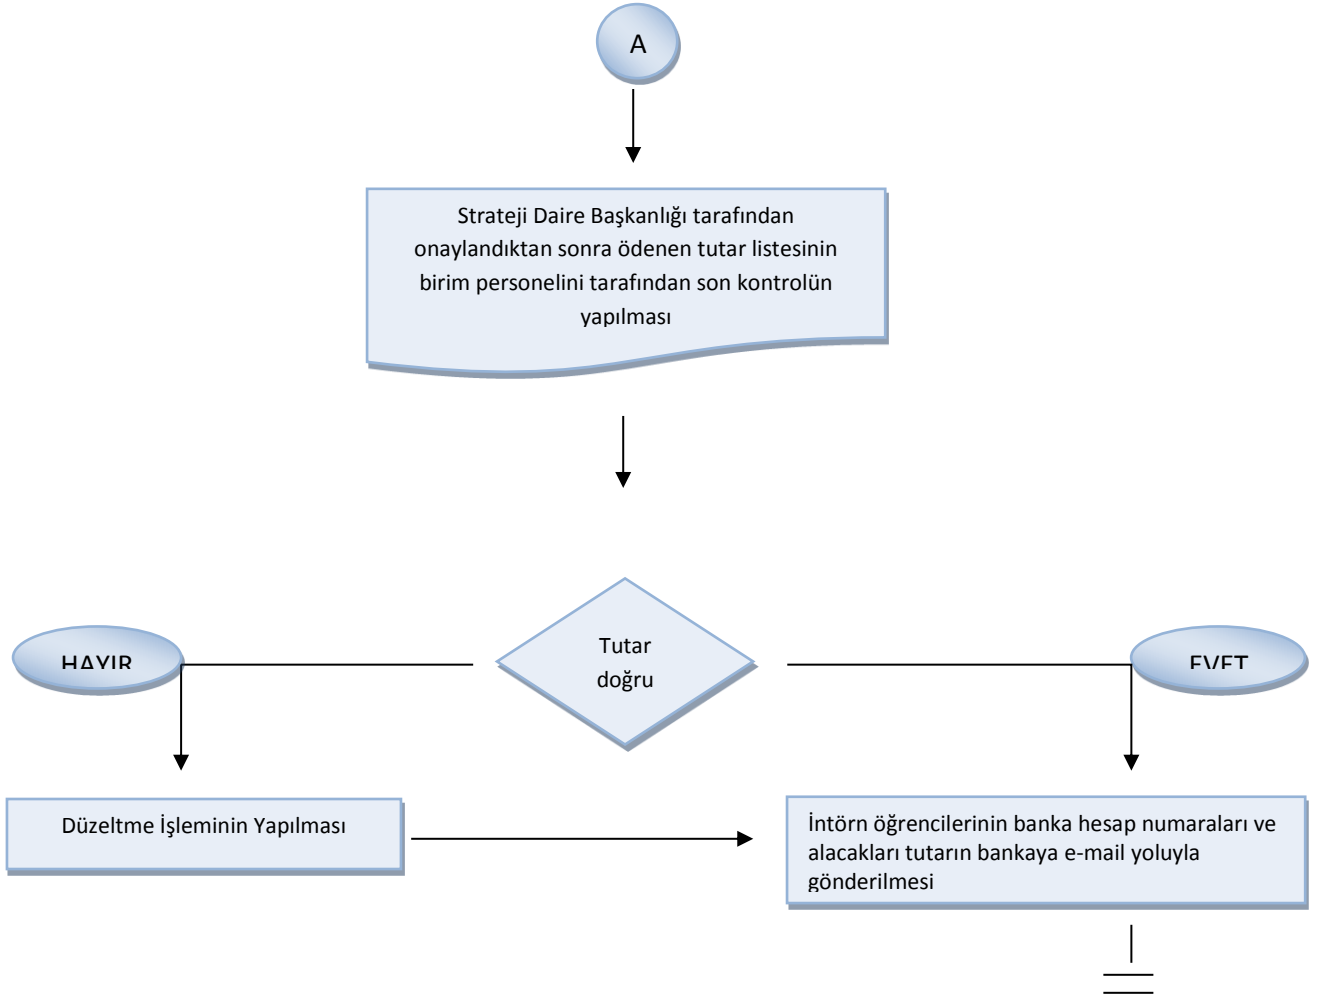 A
Strateji Daire Başkanlığı tarafından
onaylandıktan sonra ödenen tutar listesinin
birim personelini tarafından son kontrolün
yapılması
Tutar
doğru
HAYIR
EVET
Düzeltme İşleminin Yapılması
İntörn öğrencilerinin banka hesap numaraları ve
alacakları tutarın bankaya e-mail yoluyla
gönderilmesi